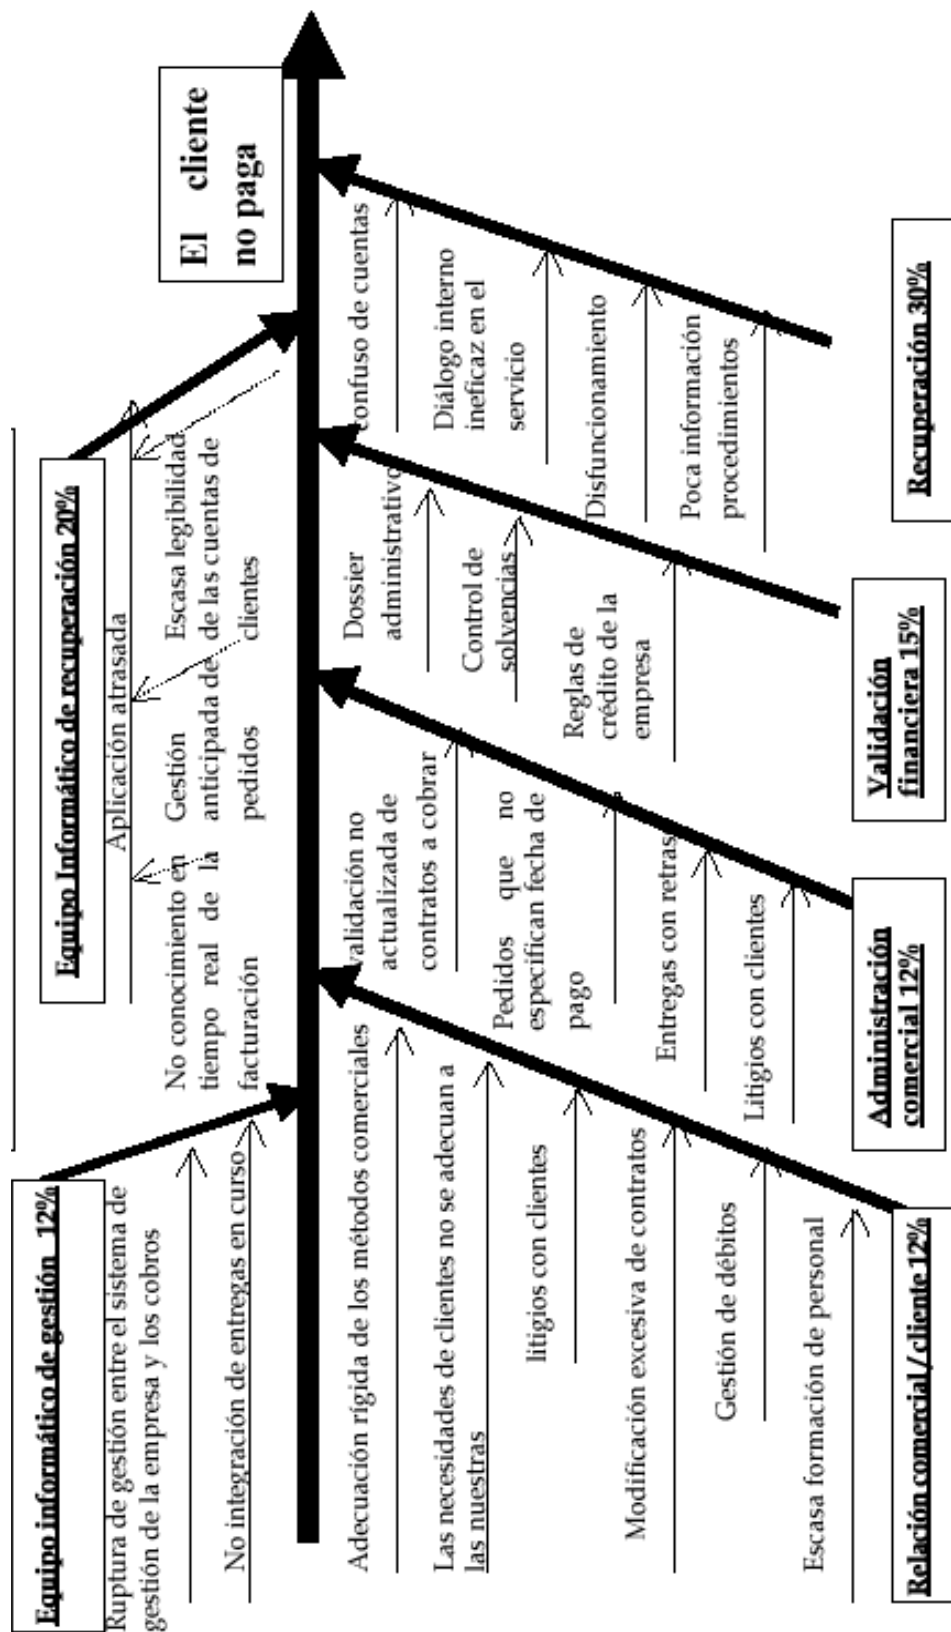 Equipo informático de gestión 12%
Ruptura de gestión entre el sistema de
gestión de la empresa y los cobros
No integración de entregas en curso
Equipo Informático de recuperación 20%
Aplicación atrasada
No conocimiento en
tiempo real de la
facturación
Gestión
anticipada de
pedidos
Escasa legibilidad
de las cuentas de
clientes
El cliente
no paga
Adecuación rígida de los métodos comerciales
Las necesidades de clientes no se adecuan a
las nuestras
litigios con clientes
Modificación excesiva de contratos
Gestión de débitos
Escasa formación de personal
Relación comercial / cliente 12%
validación no
actualizada de
contratos a cobrar
Pedidos que no
especifican fecha de
pago
Entregas con retras
Litigios con clientes
Administración
comercial 12%
Dossier
administrativo
Control de
solvencias
Reglas de
crédito de la
empresa
Validación
financiera 15%
confuso de cuentas
Diálogo interno
ineficaz en el
servicio
Disfuncionamiento
Poca información
procedimientos
Recuperación 30%